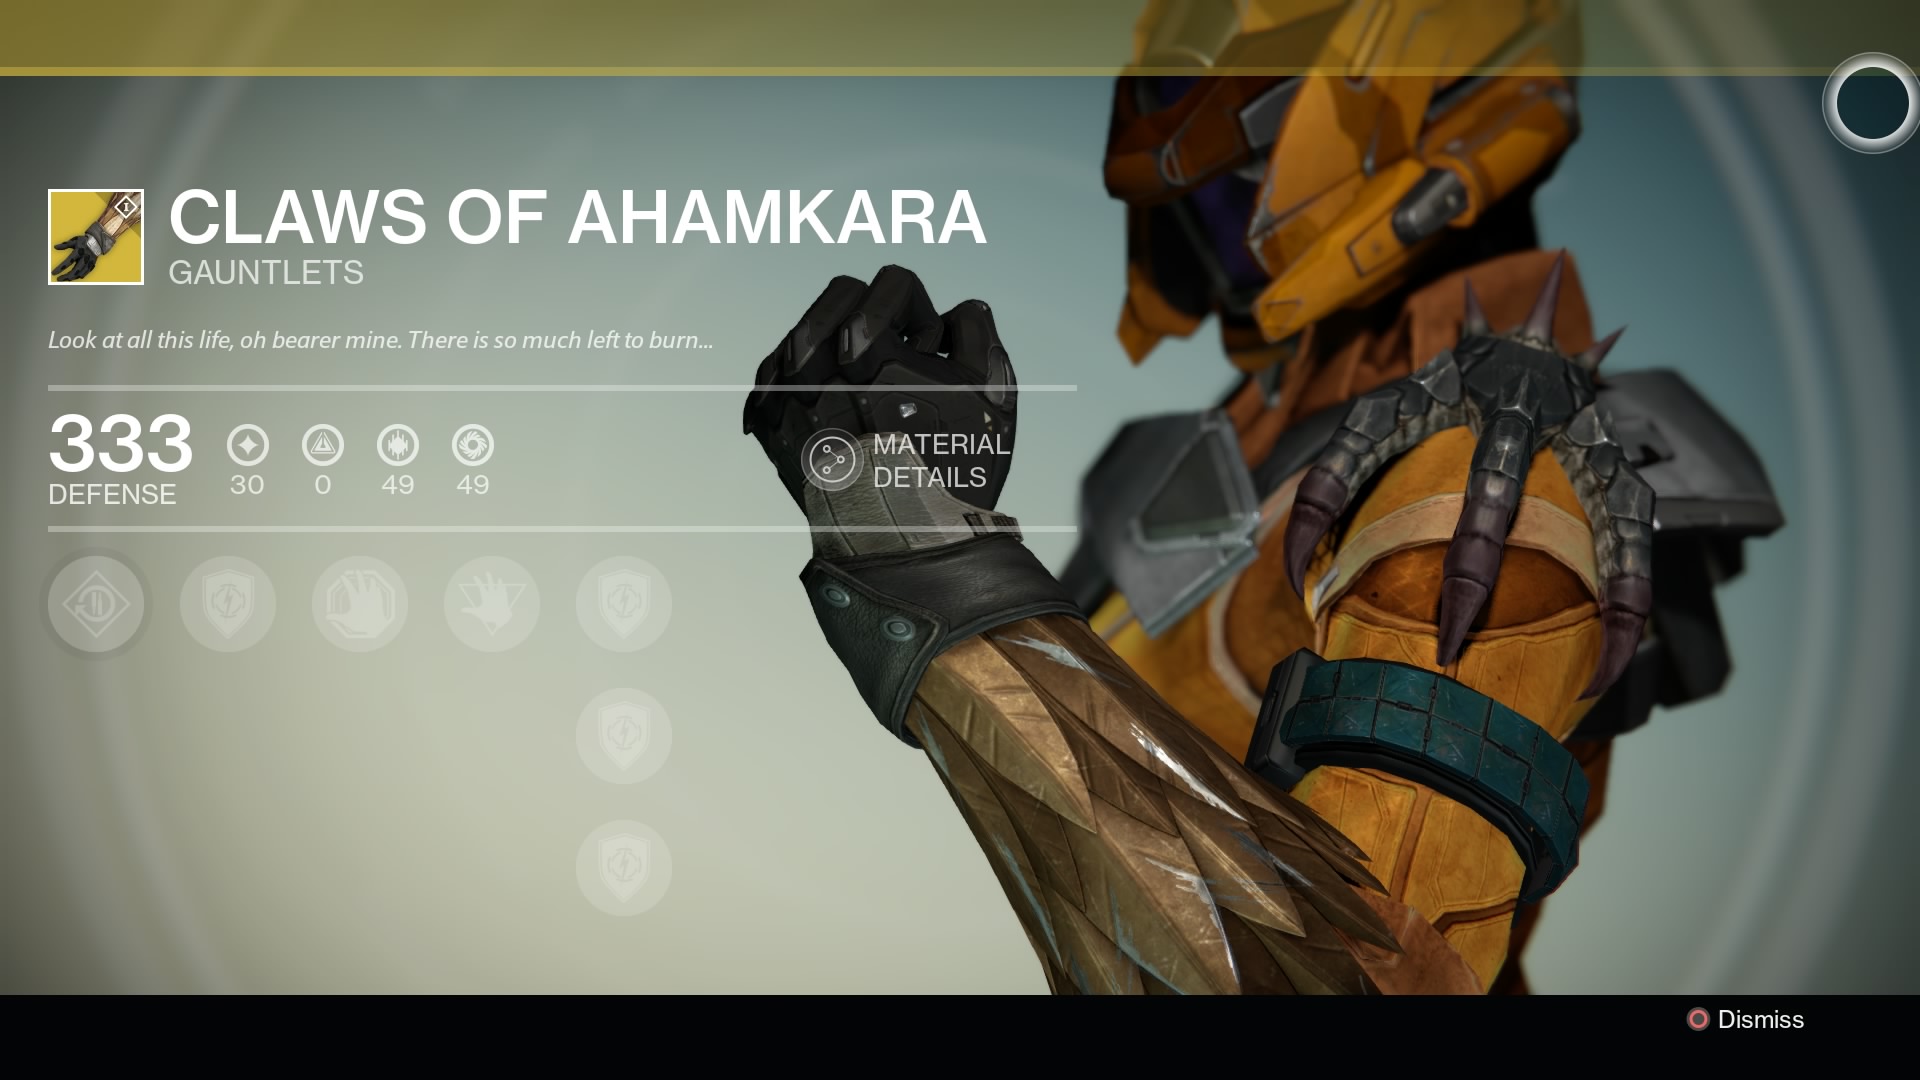 CLAWS OF AHAMKARA
GAUNTLETS
Look at all this life, oh bearer mine. There is so much left to burn...
333
DEFENSE
30
0
49
49
MATERIAL
DETAILS
Dismiss